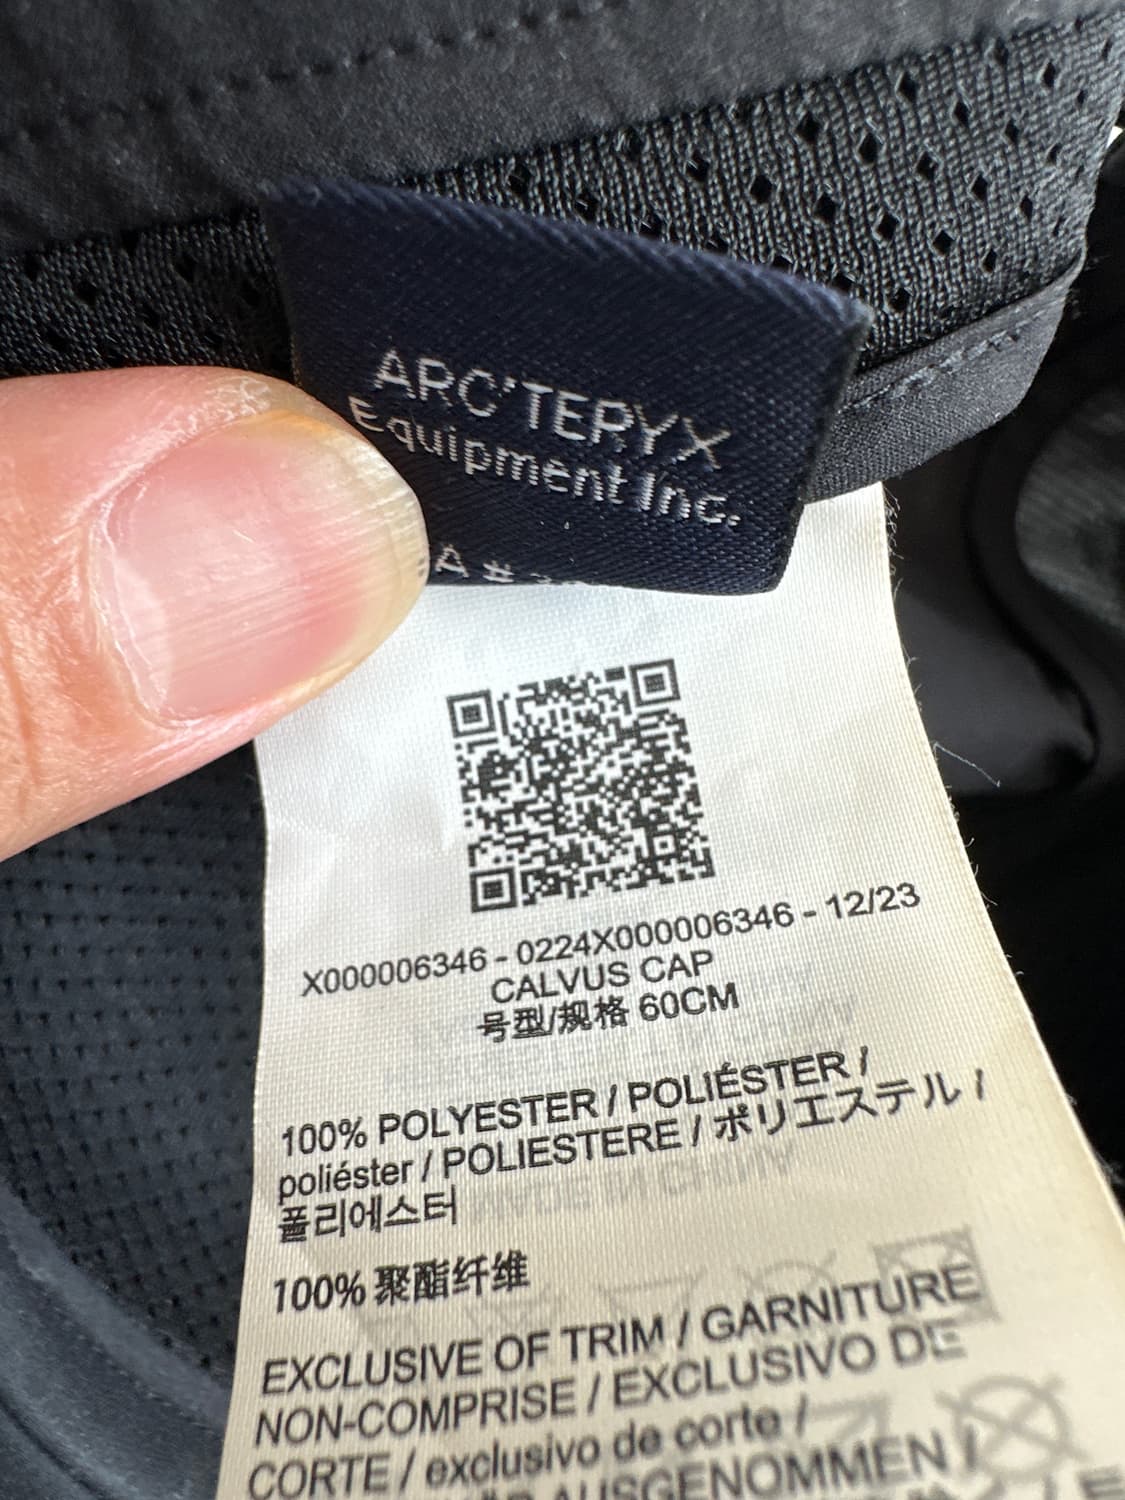 ARC'TERYX
Equipment Inc.
A #
X000006346 - 0224X000006346 - 12/23
CALVUS CAP
号型/规格 60CM
100% POLYESTER / POLIÉSTER /
poliéster / POLIESTERE / ポリエステル /
폴리에스터
100% 聚酯纤维
EXCLUSIVE OF TRIM / GARNITURE
NON-COMPRISE / EXCLUSIVO DE
CORTE / exclusivo de corte /
AUSGENOMMEN /